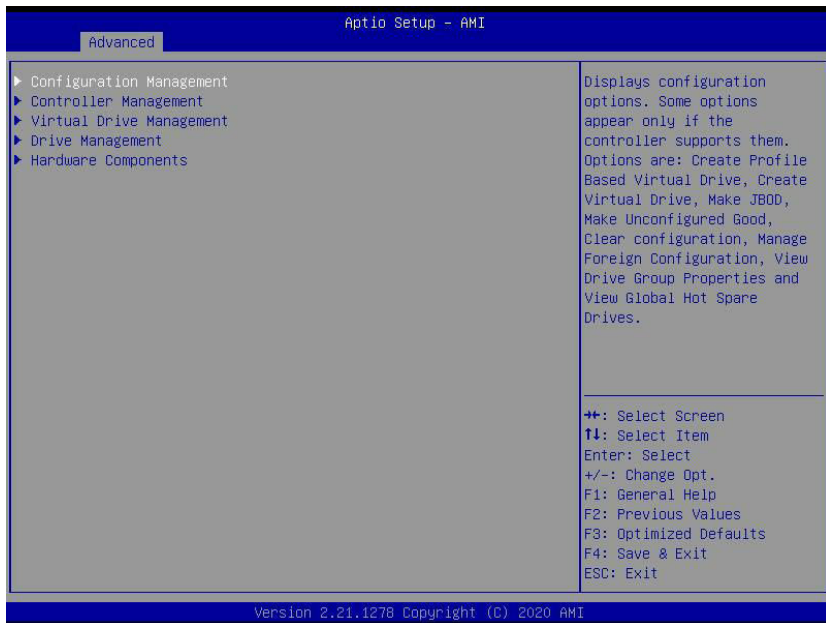 Aptio Setup – AMI
Advanced
▶ Configuration Management
▶ Controller Management
▶ Virtual Drive Management
▶ Drive Management
▶ Hardware Components
Displays configuration
options. Some options
appear only if the
controller supports them.
Options are: Create Profile
Based Virtual Drive, Create
Virtual Drive, Make JBOD,
Make Unconfigured Good,
Clear configuration, Manage
Foreign Configuration, View
Drive Group Properties and
View Global Hot Spare
Drives.
→←: Select Screen
↑↓: Select Item
Enter: Select
+/-: Change Opt.
F1: General Help
F2: Previous Values
F3: Optimized Defaults
F4: Save & Exit
ESC: Exit
Version 2.21.1278 Copyright (C) 2020 AMI